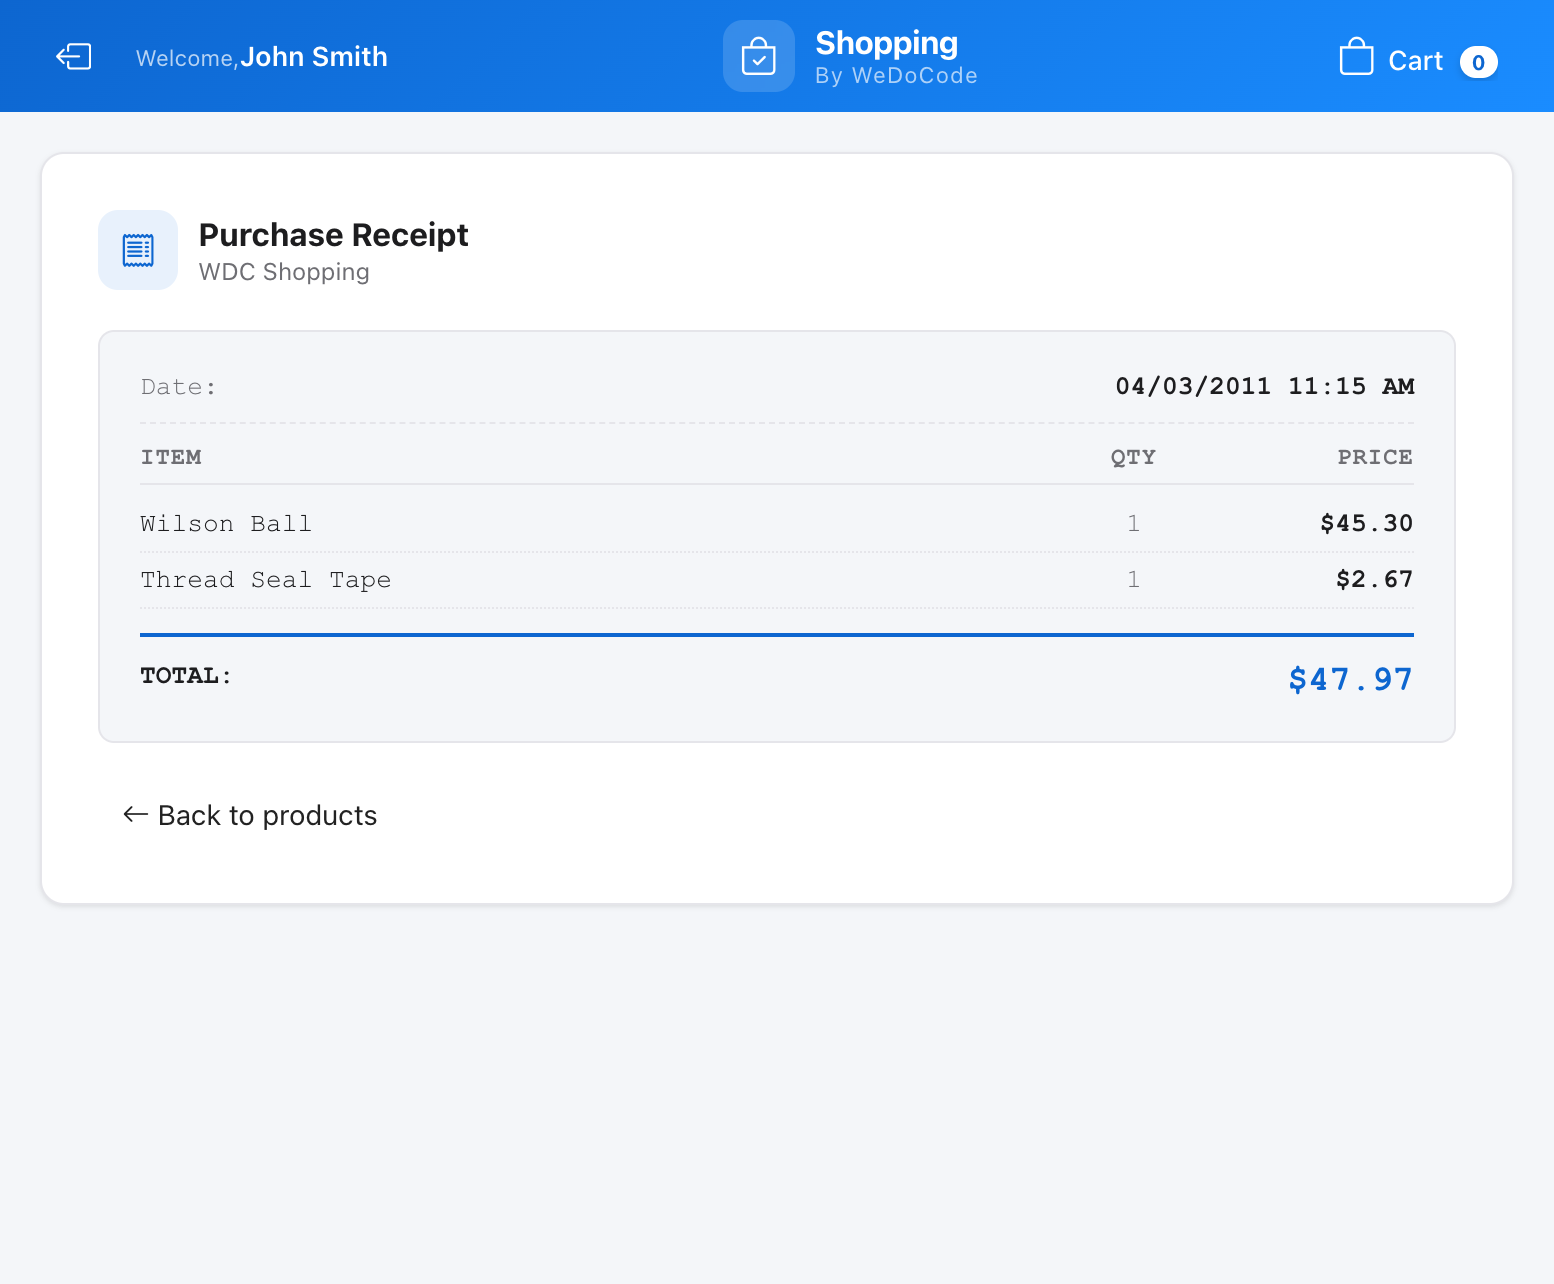 Welcome,John Smith
Shopping
By WeDoCode
Cart 0
Purchase Receipt
WDC Shopping
Date: 04/03/2011 11:15 AM
ITEM QTY PRICE
Wilson Ball 1 $45.30
Thread Seal Tape 1 $2.67
TOTAL: $47.97
← Back to products